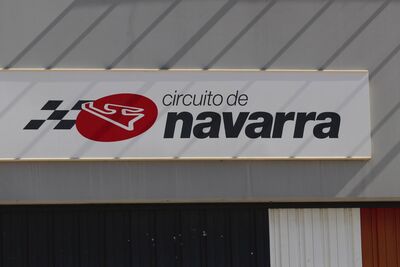 circuito de
navarra